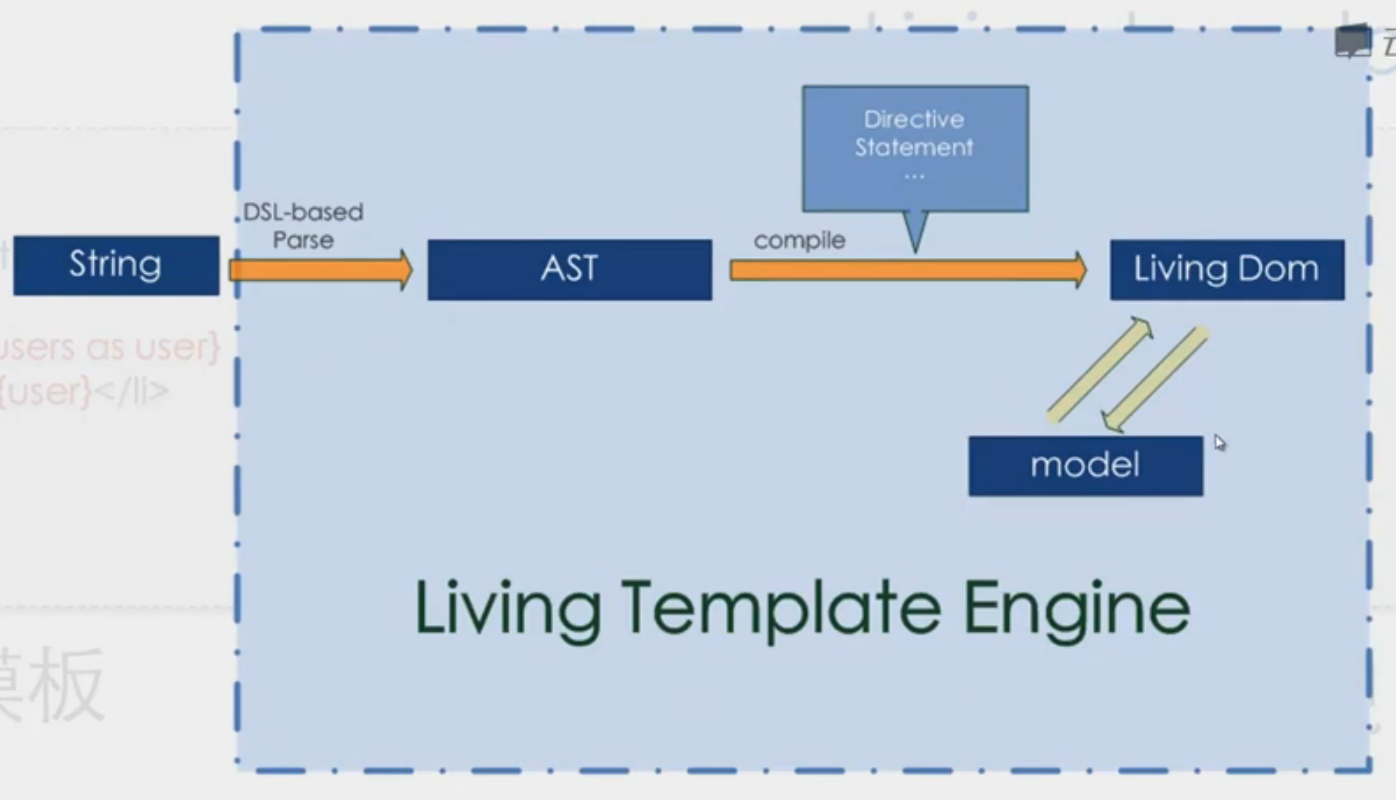 Directive
Statement
...
DSL-based
Parse
compile
String
AST
Living Dom
users as user}
{user}</li>
model
Living Template Engine
模板